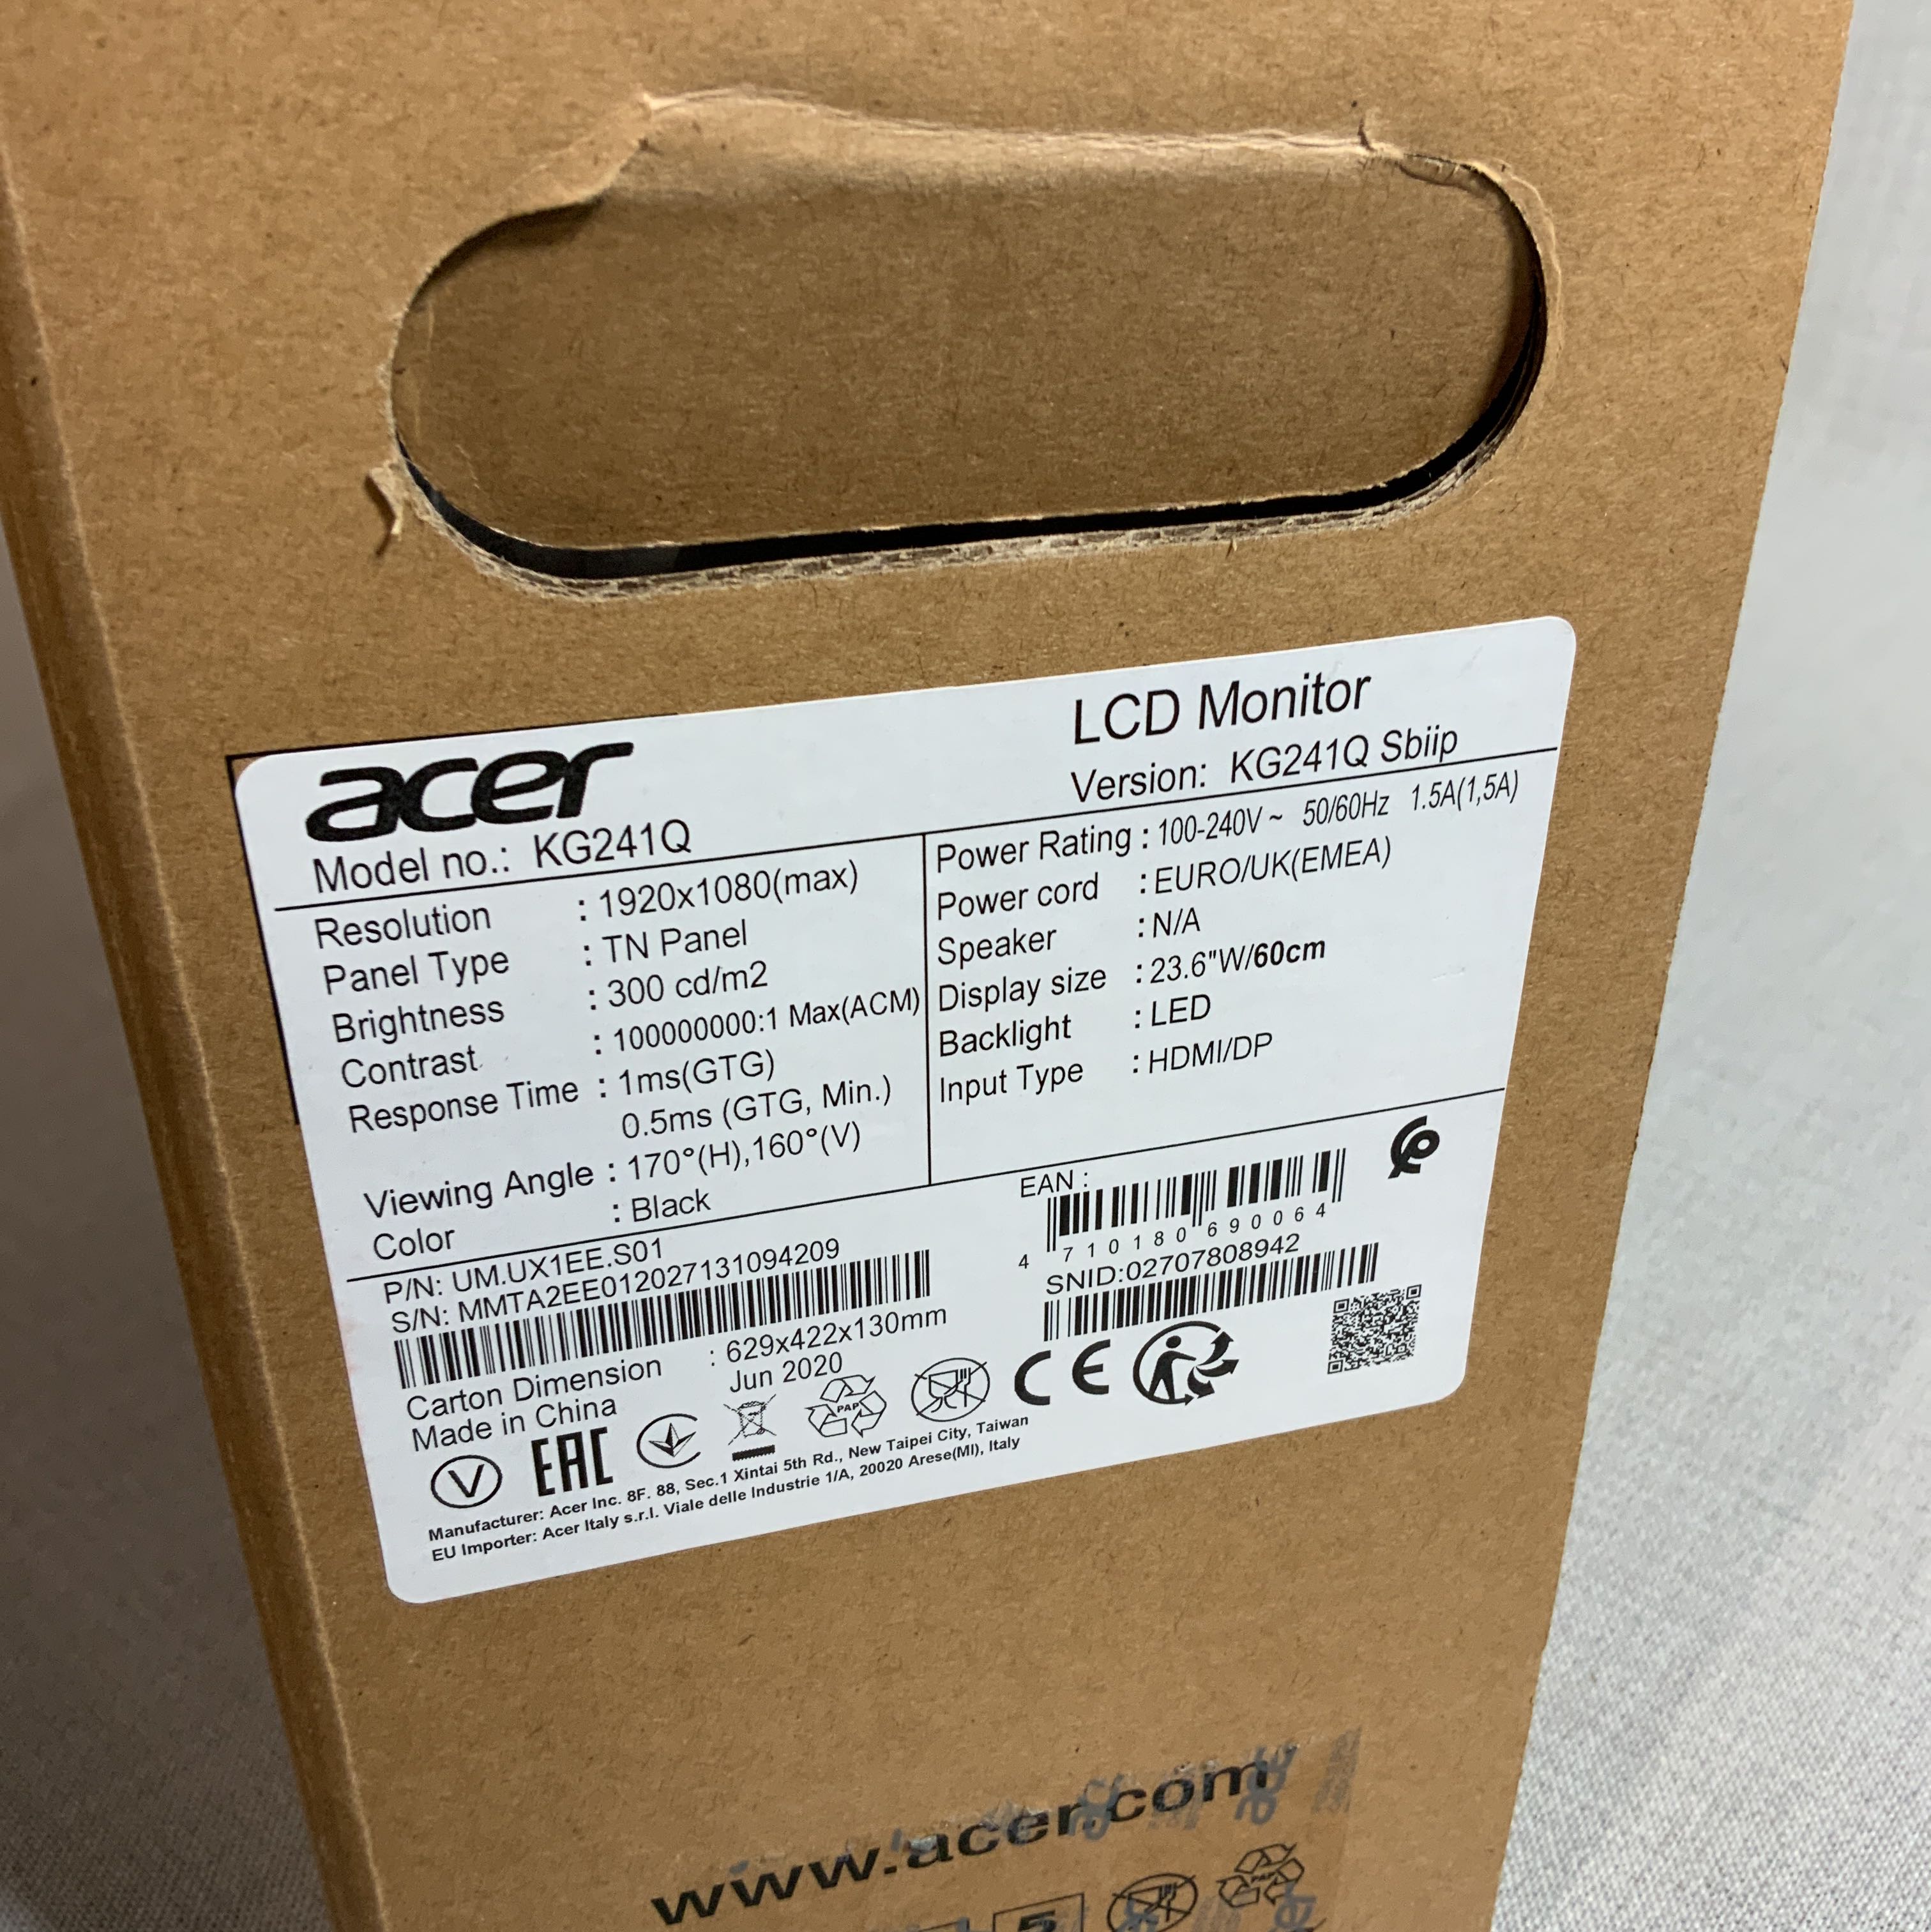 acer
LCD Monitor
Model no.: KG241Q
Version: KG241Q Sbiip
Resolution : 1920x1080(max)
Panel Type : TN Panel
Brightness : 300 cd/m2
Contrast : 100000000:1 Max(ACM)
Response Time : 1ms(GTG)
0.5ms (GTG, Min.)
Viewing Angle : 170°(H),160°(V)
Color : Black
Power Rating : 100-240V ~ 50/60Hz 1.5A(1,5A)
Power cord : EURO/UK(EMEA)
Speaker : N/A
Display size : 23.6"W/60cm
Backlight : LED
Input Type : HDMI/DP
P/N: UM.UX1EE.S01
S/N: MMTA2EE012027131094209
EAN :
4 710180 690064
SNID:02707808942
Carton Dimension : 629x422x130mm
Made in China Jun 2020
V EAC PAP CE
Manufacturer: Acer Inc. 8F. 88, Sec.1 Xintai 5th Rd., New Taipei City, Taiwan
EU Importer: Acer Italy s.r.l. Viale delle Industrie 1/A, 20020 Arese(MI), Italy
www.acer.com